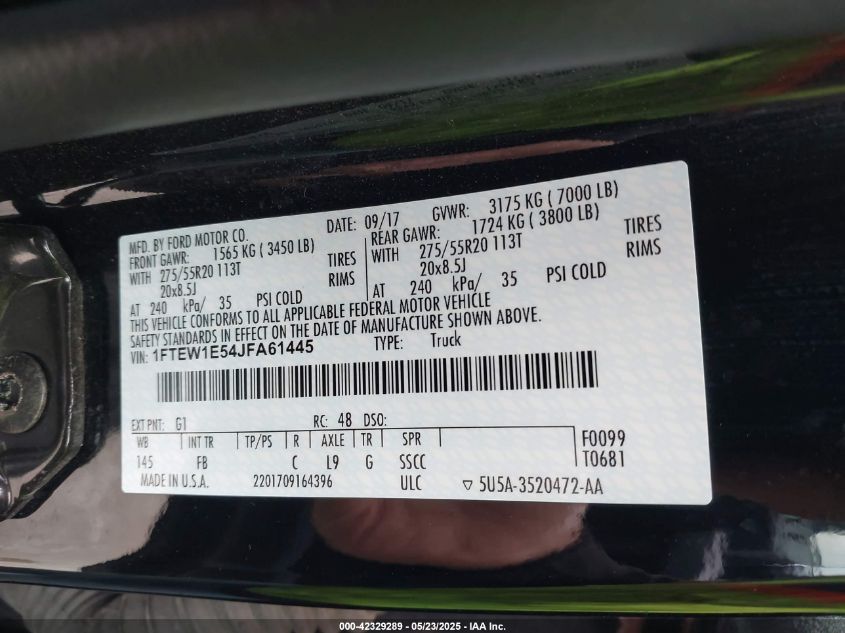 MFD. BY FORD MOTOR CO. DATE: 09/17 GVWR: 3175 KG ( 7000 LB)
FRONT GAWR: 1565 KG ( 3450 LB) REAR GAWR: 1724 KG ( 3800 LB)
WITH 275/55R20 113T TIRES WITH 275/55R20 113T TIRES
20x8.5J RIMS 20x8.5J RIMS
AT 240 kPa/ 35 PSI COLD AT 240 kPa/ 35 PSI COLD
THIS VEHICLE CONFORMS TO ALL APPLICABLE FEDERAL MOTOR VEHICLE
SAFETY STANDARDS IN EFFECT ON THE DATE OF MANUFACTURE SHOWN ABOVE.
VIN: 1FTEW1E54JFA61445 TYPE: Truck
EXT PNT: G1 RC: 48 DSO:
WB INT TR TP/PS R AXLE TR SPR F0099
145 FB C L9 G SSCC T0681
MADE IN U.S.A. 2201709164396 ULC ▽ 5U5A-3520472-AA
000-42329289 - 05/23/2025 - IAA Inc.